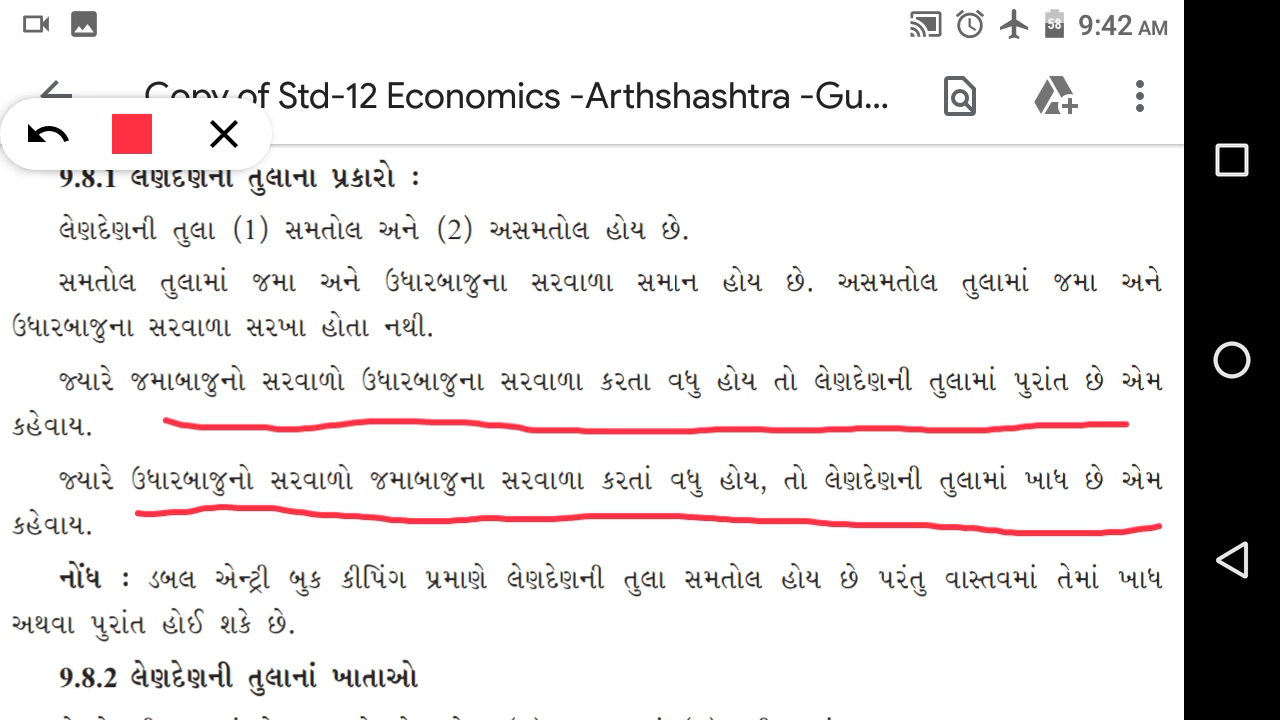 58 9:42 AM
Copy of Std-12 Economics -Arthshashtra -Gu...
9.8.1 લેણદેણની તુલાના પ્રકારો :
લેણદેણની તુલા (1) સમતોલ અને (2) અસમતોલ હોય છે.
સમતોલ તુલામાં જમા અને ઉધારબાજુના સરવાળા સમાન હોય છે. અસમતોલ તુલામાં જમા અને
ઉધારબાજુના સરવાળા સરખા હોતા નથી.
જ્યારે જમાબાજુનો સરવાળો ઉધારબાજુના સરવાળા કરતા વધુ હોય તો લેણદેણની તુલામાં પુરાંત છે એમ
કહેવાય.
જ્યારે ઉધારબાજુનો સરવાળો જમાબાજુના સરવાળા કરતાં વધુ હોય, તો લેણદેણની તુલામાં ખાધ છે એમ
કહેવાય.
નોંધ : ડબલ એન્ટ્રી બુક કીપિંગ પ્રમાણે લેણદેણની તુલા સમતોલ હોય છે પરંતુ વાસ્તવમાં તેમાં ખાધ
અથવા પુરાંત હોઈ શકે છે.
9.8.2 લેણદેણની તુલાનાં ખાતાઓ